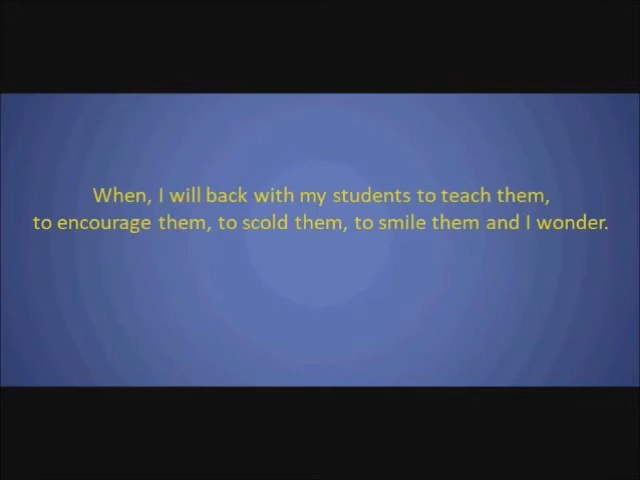 When, I will back with my students to teach them,
to encourage them, to scold them, to smile them and I wonder.